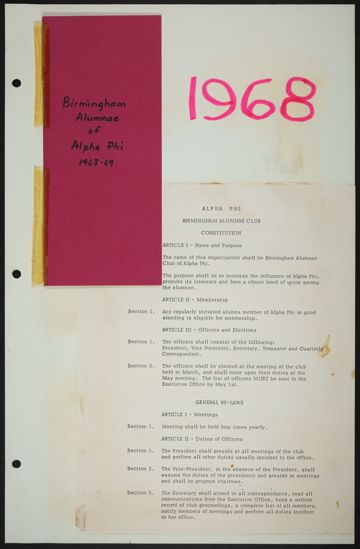 Birmingham
Alumnae
of
Alpha Phi
1968-69
1968
ALPHA PHI
BIRMINGHAM ALUMNAE CLUB
CONSTITUTION
ARTICLE I - Name and Purpose
The name of this organization shall be Birmingham Alumnae
Club of Alpha Phi.
The purpose shall be to increase the influence of Alpha Phi,
promote its interests and form a closer bond of union among
the alumnae.
ARTICLE II - Membership
Section 1. Any regularly initiated alumna member of Alpha Phi in good
standing is eligible for membership.
ARTICLE III - Officers and Elections
Section 1. The officers shall consist of the following:
President, Vice President, Secretary, Treasurer and Quarterly
Correspondent.
Section 2. The officers shall be elected at the meeting of the club
held in March, and shall enter upon their duties at the
May meeting. The list of officers MUST be sent to the
Executive Office by May 1st.
GENERAL BY-LAWS
ARTICLE I - Meetings
Section 1. Meeting shall be held four times yearly.
ARTICLE II - Duties of Officers
Section 1. The President shall preside at all meetings of the club
and perform all other duties usually incident to the office.
Section 2. The Vice-President, in the absence of the President, shall
assume the duties of the presidency and preside at meetings
and shall be program chairman.
Section 3. The Secretary shall attend to all correspondence, read all
communications from the Executive Office, keep a written
record of club proceedings, a complete list of all members,
notify members of meetings and perform all duties incident
to her office.